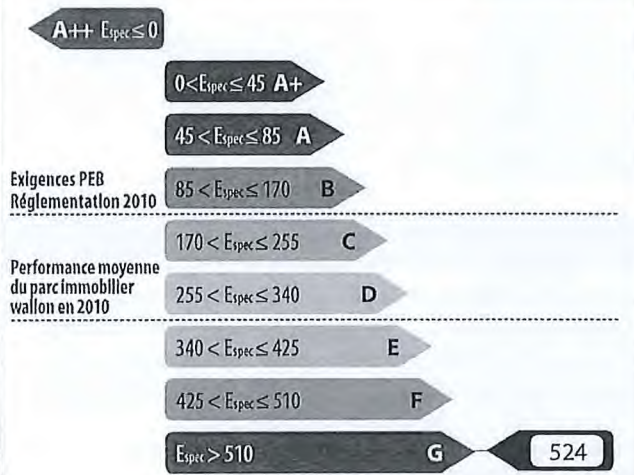 A++ Espec ≤ 0
0 < Espec ≤ 45 A+
45 < Espec ≤ 85 A
Exigences PEB
Réglementation 2010
85 < Espec ≤ 170 B
170 < Espec ≤ 255 C
Performance moyenne
du parc immobilier
wallon en 2010
255 < Espec ≤ 340 D
340 < Espec ≤ 425 E
425 < Espec ≤ 510 F
Espec > 510 G 524